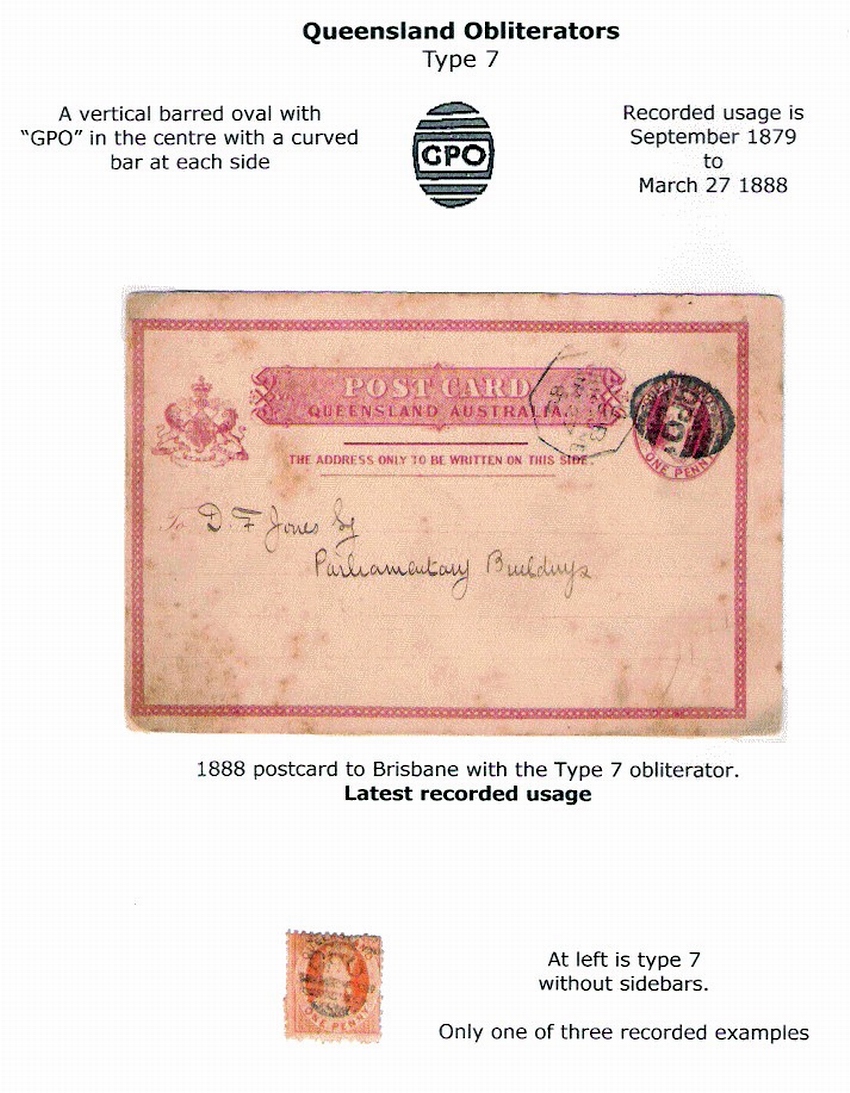 Queensland Obliterators
Type 7
A vertical barred oval with
“GPO” in the centre with a curved
bar at each side
GPO
Recorded usage is
September 1879
to
March 27 1888
POST CARD
QUEENSLAND AUSTRALIA.
THE ADDRESS ONLY TO BE WRITTEN ON THIS SIDE.
QUEENSLAND
GPO
ONE PENNY
To D. F Jones Esq
Parliamentary Buildings
1888 postcard to Brisbane with the Type 7 obliterator.
Latest recorded usage
ONE PENNY
At left is type 7
without sidebars.
Only one of three recorded examples